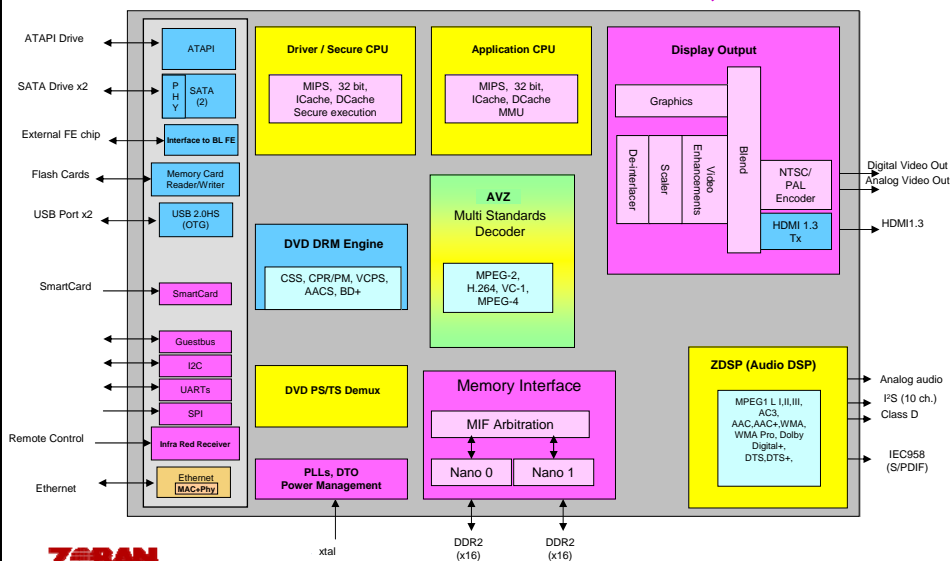 ATAPI Drive
SATA Drive x2
External FE chip
Flash Cards
USB Port x2
SmartCard
Remote Control
Ethernet
ATAPI
P
H
Y
SATA
(2)
Interface to BL FE
Memory Card
Reader/Writer
USB 2.0HS
(OTG)
SmartCard
Guestbus
I2C
UARTs
SPI
Infra Red Receiver
Ethernet
MAC+Phy
Driver / Secure CPU
MIPS, 32 bit,
ICache, DCache
Secure execution
Application CPU
MIPS, 32 bit,
ICache, DCache
MMU
DVD DRM Engine
CSS, CPR/PM, VCPS,
AACS, BD+
AVZ
Multi Standards
Decoder
MPEG-2,
H.264, VC-1,
MPEG-4
DVD PS/TS Demux
PLLs, DTO
Power Management
xtal
Memory Interface
MIF Arbitration
Nano 0
Nano 1
DDR2
(x16)
DDR2
(x16)
Display Output
Graphics
De-interlacer
Scaler
Video
Enhancements
Blend
NTSC/
PAL
Encoder
HDMI 1.3
Tx
Digital Video Out
Analog Video Out
HDMI1.3
ZDSP (Audio DSP)
MPEG1 L I,II,III,
AC3,
AAC,AAC+,WMA,
WMA Pro, Dolby
Digital+,
DTS,DTS+,
Analog audio
I²S (10 ch.)
Class D
IEC958
(S/PDIF)
ZORAN